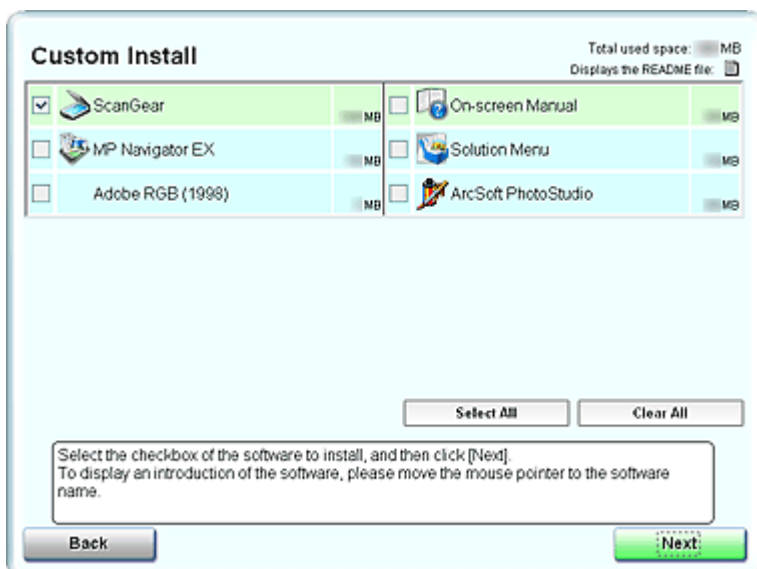 Custom Install
Total used space: MB
Displays the README file:
ScanGear MB
On-screen Manual MB
MP Navigator EX MB
Solution Menu MB
Adobe RGB (1998) MB
ArcSoft PhotoStudio MB
Select All
Clear All
Select the checkbox of the software to install, and then click [Next].
To display an introduction of the software, please move the mouse pointer to the software
name.
Back
Next